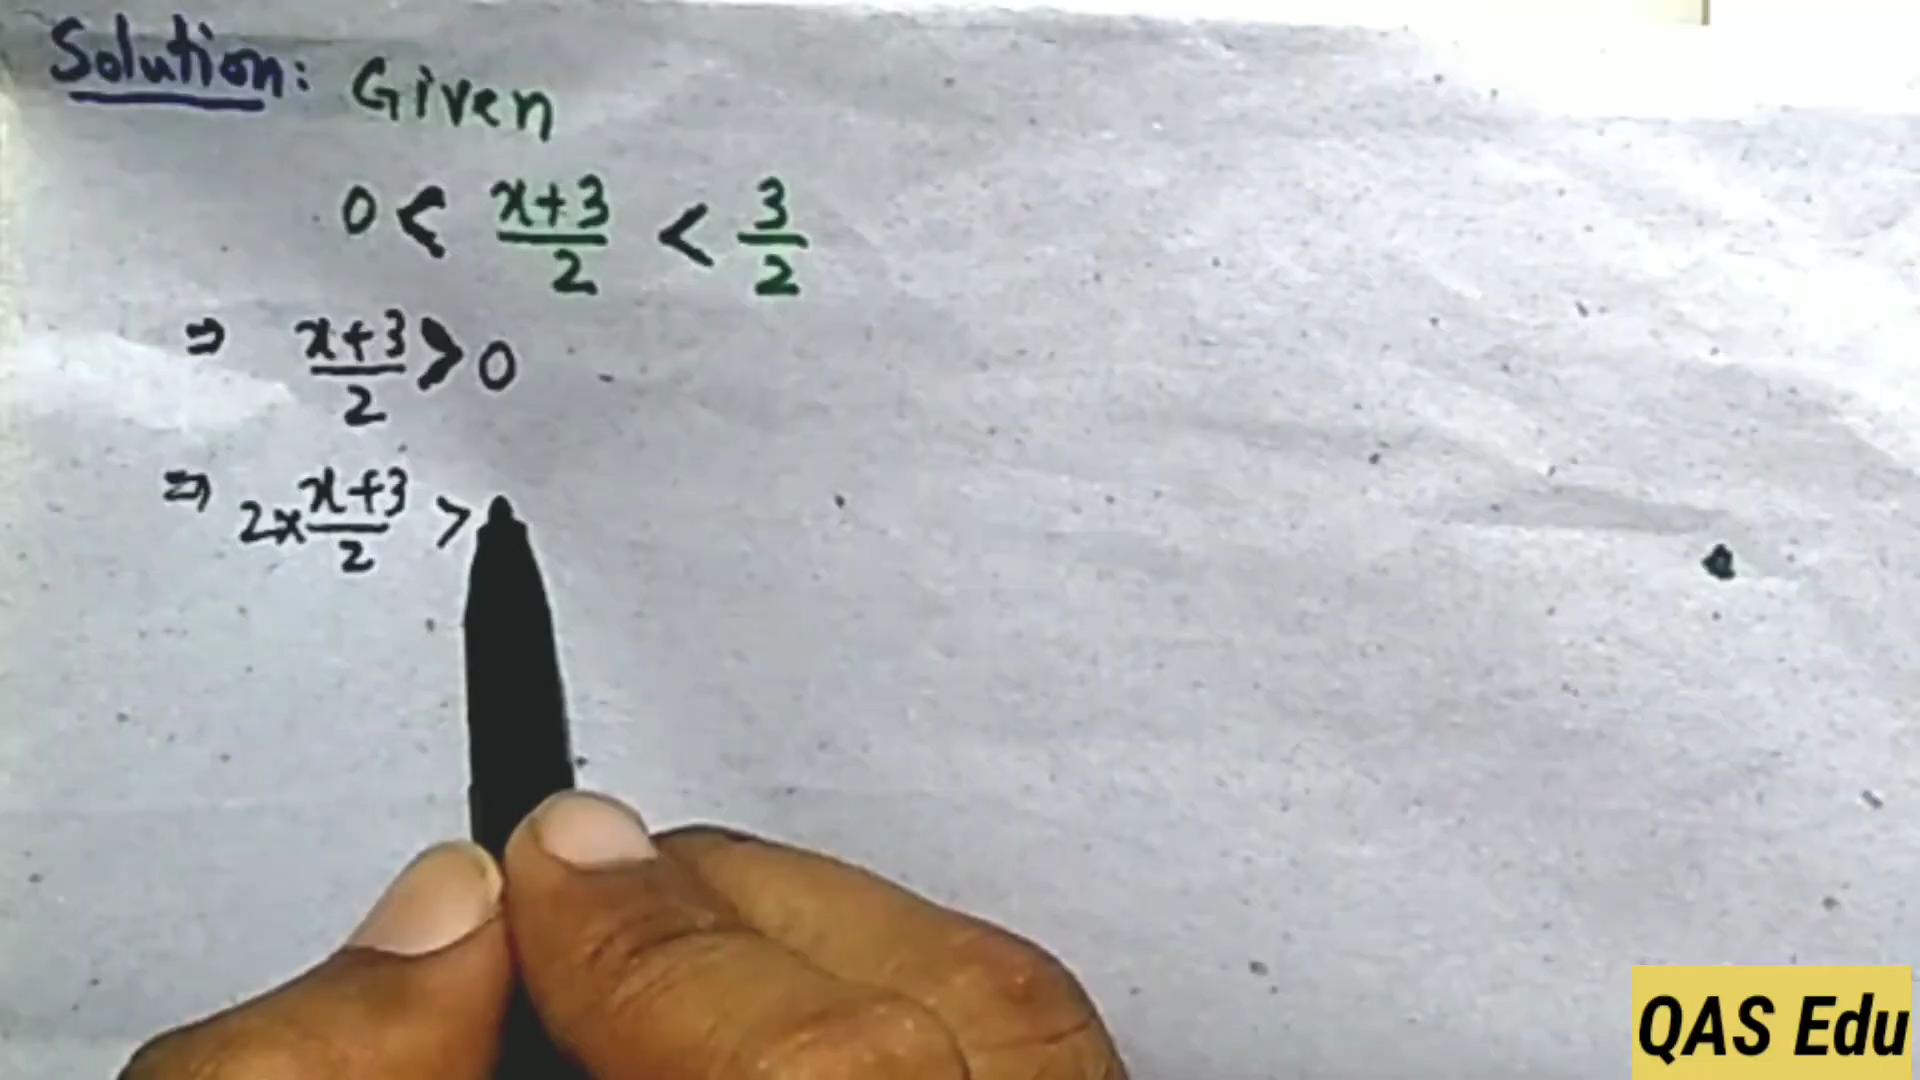 Solution: Given
0 < x+3/2 < 3/2
⇒ x+3/2 > 0
⇒ 2×x+3/2 >
QAS Edu